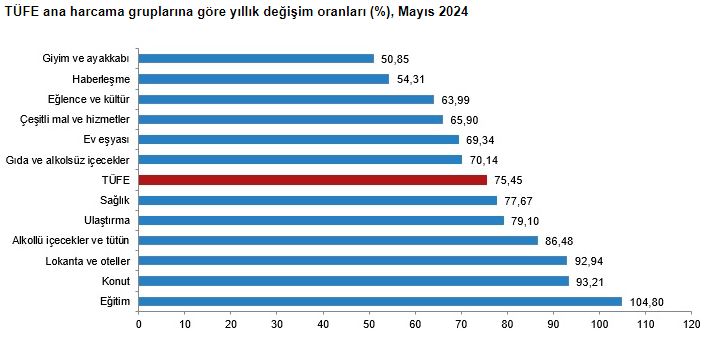 TÜFE ana harcama gruplarına göre yıllık değişim oranları (%), Mayıs 2024
Giyim ve ayakkabı 50,85
Haberleşme 54,31
Eğlence ve kültür 63,99
Çeşitli mal ve hizmetler 65,90
Ev eşyası 69,34
Gıda ve alkolsüz içecekler 70,14
TÜFE 75,45
Sağlık 77,67
Ulaştırma 79,10
Alkollü içecekler ve tütün 86,48
Lokanta ve oteller 92,94
Konut 93,21
Eğitim 104,80
0 10 20 30 40 50 60 70 80 90 100 110 120